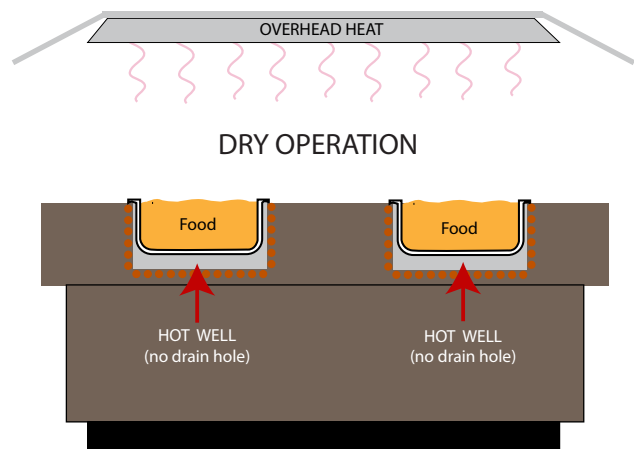 OVERHEAD HEAT
DRY OPERATION
Food
Food
HOT WELL
(no drain hole)
HOT WELL
(no drain hole)